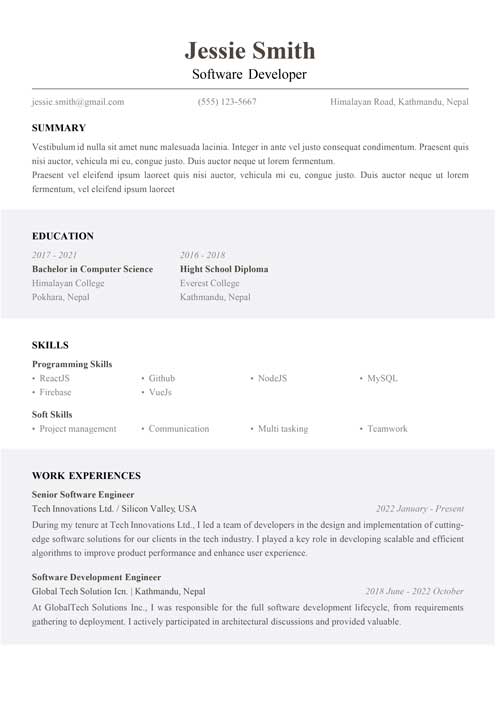 Jessie Smith
Software Developer
jessie.smith@gmail.com (555) 123-5667 Himalayan Road, Kathmandu, Nepal
SUMMARY
Vestibulum id nulla sit amet nunc malesuada lacinia. Integer in ante vel justo consequat condimentum. Praesent quis
nisi auctor, vehicula mi eu, congue justo. Duis auctor neque ut lorem fermentum.
Praesent vel eleifend ipsum laoreet quis nisi auctor, vehicula mi eu, congue justo. Duis auctor neque ut lorem
fermentum, vel eleifend ipsum laoreet
EDUCATION
2017 - 2021
Bachelor in Computer Science
Himalayan College
Pokhara, Nepal
2016 - 2018
Hight School Diploma
Everest College
Kathmandu, Nepal
SKILLS
Programming Skills
• ReactJS • Github • NodeJS • MySQL
• Firebase • VueJs
Soft Skills
• Project management • Communication • Multi tasking • Teamwork
WORK EXPERIENCES
Senior Software Engineer
Tech Innovations Ltd. / Silicon Valley, USA 2022 January - Present
During my tenure at Tech Innovations Ltd., I led a team of developers in the design and implementation of cutting-
edge software solutions for our clients in the tech industry. I played a key role in developing scalable and efficient
algorithms to improve product performance and enhance user experience.
Software Development Engineer
Global Tech Solution Icn. | Kathmandu, Nepal 2018 June - 2022 October
At GlobalTech Solutions Inc., I was responsible for the full software development lifecycle, from requirements
gathering to deployment. I actively participated in architectural discussions and provided valuable.